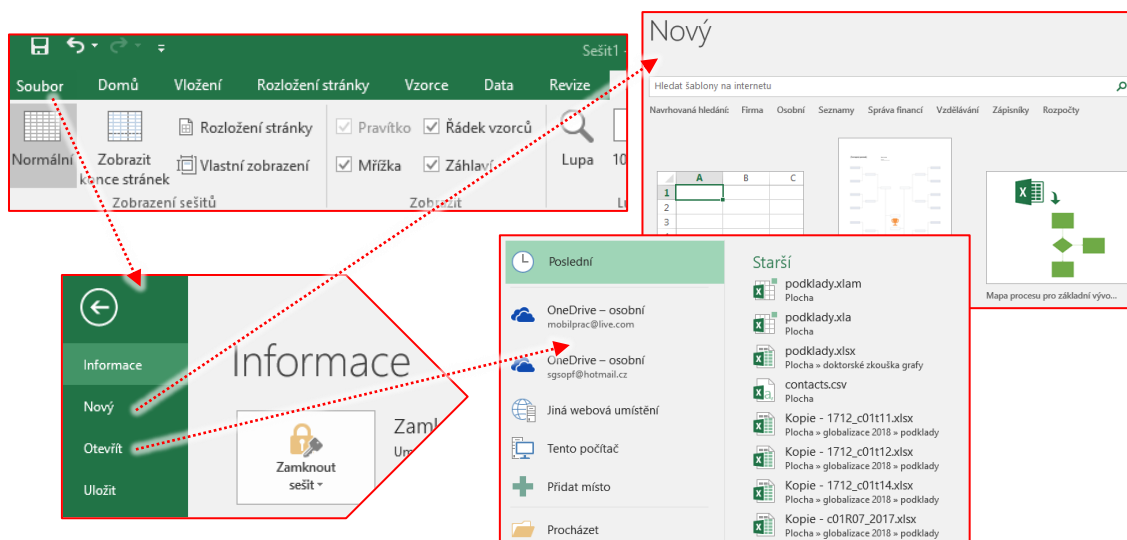 Sešit1 -
Soubor Domů Vložení Rozložení stránky Vzorce Data Revize
Normální
Zobrazit
konce stránek
Rozložení stránky
Vlastní zobrazení
Zobrazení sešitů
Pravítko Řádek vzorců
Mřížka Záhlaví
Zobrazit
Lupa
10
Nový
Hledat šablony na internetu
Navrhovaná hledání: Firma Osobní Seznamy Správa financí Vzdělávání Zápisníky Rozpočty
A B C
1
2
3
Mapa procesu pro základní vývo...
Informace
Nový
Otevřít
Uložit
Informace
Zamknout
sešit
Zaml
Um
Poslední
OneDrive – osobní
mobilprac@live.com
OneDrive – osobní
sgsopf@hotmail.cz
Jiná webová umístění
Tento počítač
Přidat místo
Procházet
Starší
podklady.xlam
Plocha
podklady.xla
Plocha
podklady.xlsx
Plocha » doktorské zkouška grafy
contacts.csv
Plocha
Kopie - 1712_c01t11.xlsx
Plocha » globalizace 2018 » podklady
Kopie - 1712_c01t12.xlsx
Plocha » globalizace 2018 » podklady
Kopie - 1712_c01t14.xlsx
Plocha » globalizace 2018 » podklady
Kopie - c01R07_2017.xlsx
Plocha » globalizace 2018 » podklady